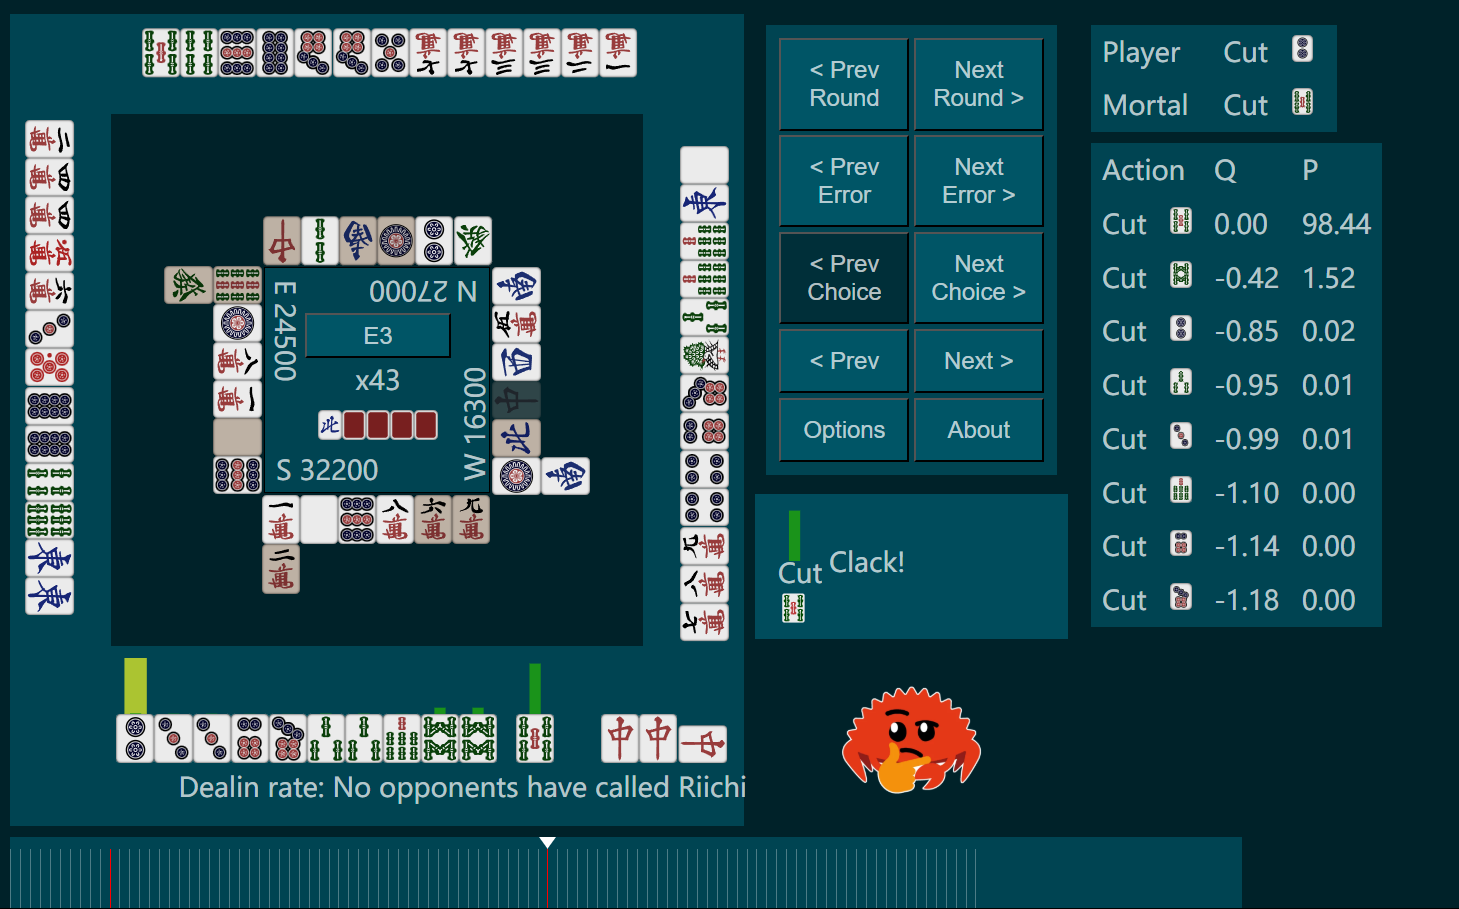 < Prev
Round
Next
Round >
< Prev
Error
Next
Error >
< Prev
Choice
Next
Choice >
< Prev
Next >
Options
About
Player Cut
Mortal Cut
Action Q P
Cut 0.00 98.44
Cut -0.42 1.52
Cut -0.85 0.02
Cut -0.95 0.01
Cut -0.99 0.01
Cut -1.10 0.00
Cut -1.14 0.00
Cut -1.18 0.00
N 27000
E 24500
E3
x43
W 16300
S 32200
Cut
Clack!
Dealin rate: No opponents have called Riichi